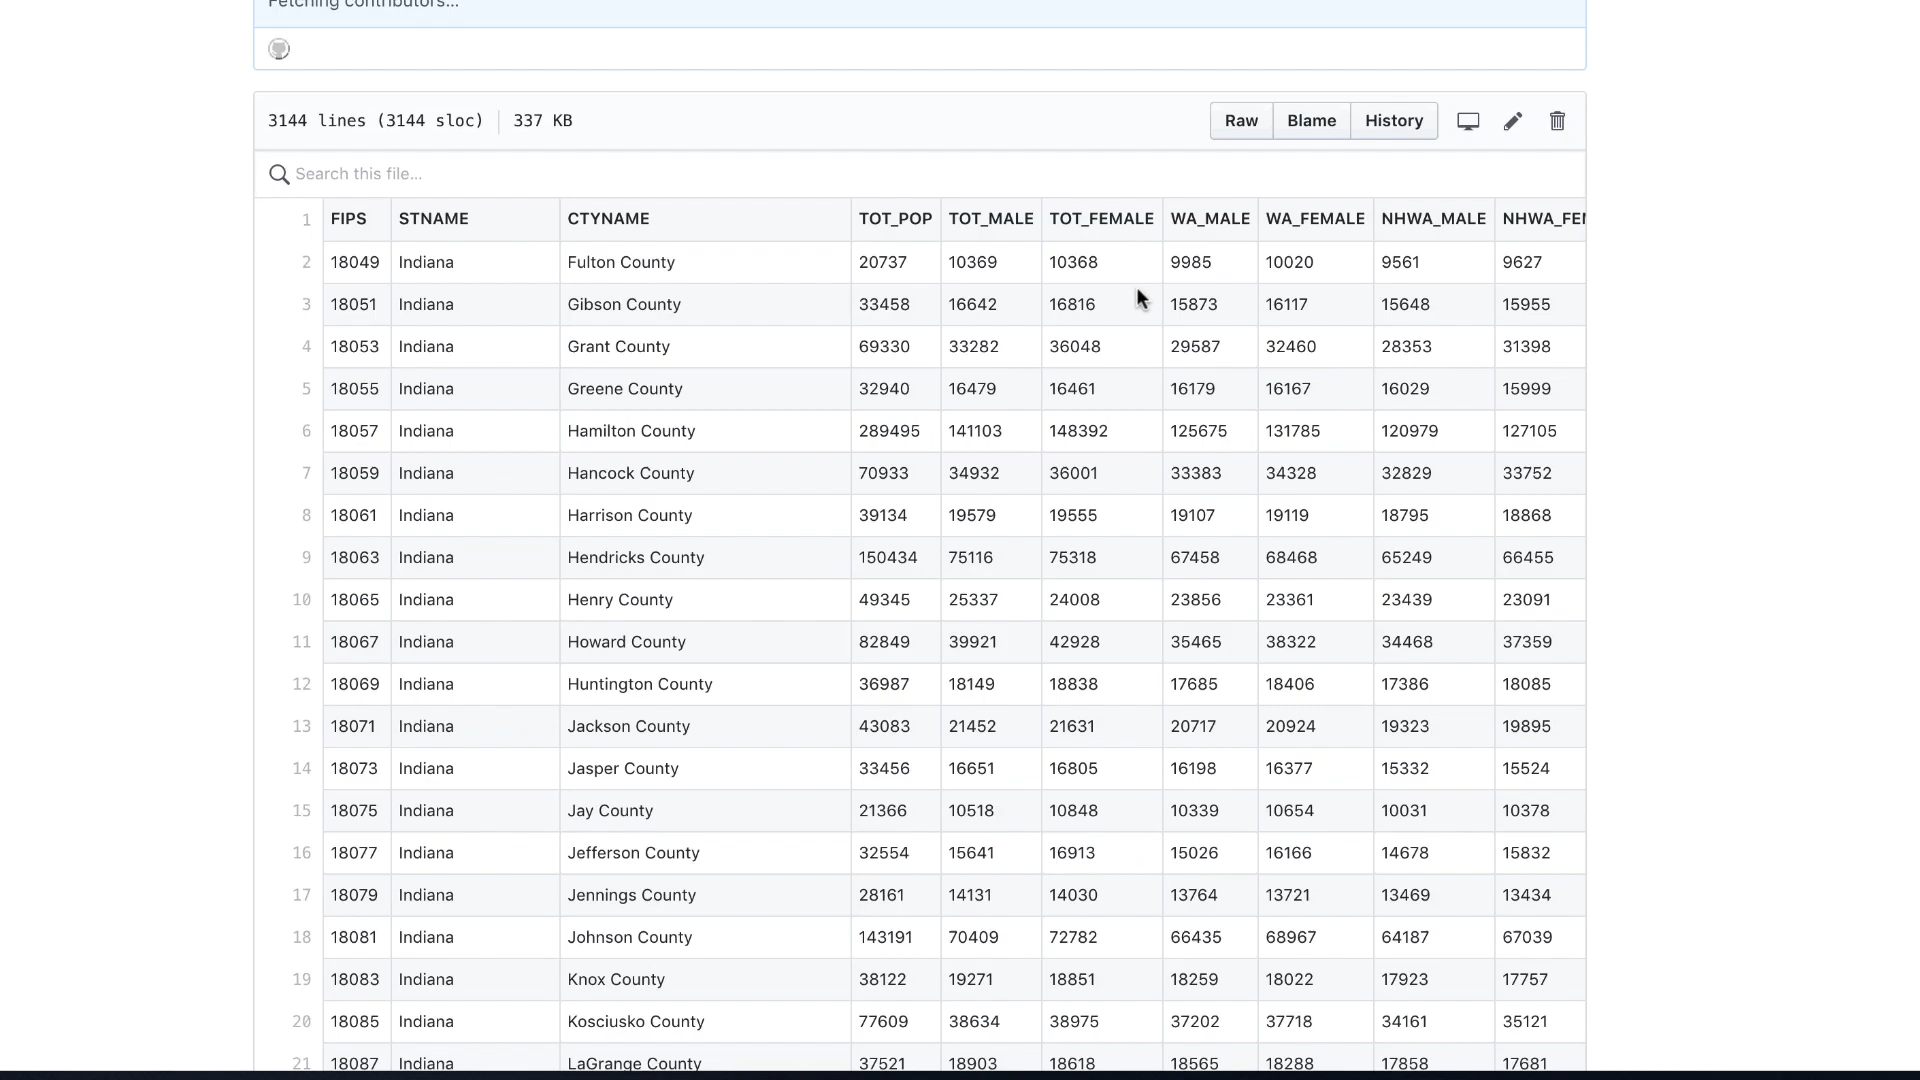 Fetching contributors...
3144 lines (3144 sloc) 337 KB Raw Blame History
Search this file...
1 FIPS STNAME CTYNAME TOT_POP TOT_MALE TOT_FEMALE WA_MALE WA_FEMALE NHWA_MALE NHWA_FE
2 18049 Indiana Fulton County 20737 10369 10368 9985 10020 9561 9627
3 18051 Indiana Gibson County 33458 16642 16816 15873 16117 15648 15955
4 18053 Indiana Grant County 69330 33282 36048 29587 32460 28353 31398
5 18055 Indiana Greene County 32940 16479 16461 16179 16167 16029 15999
6 18057 Indiana Hamilton County 289495 141103 148392 125675 131785 120979 127105
7 18059 Indiana Hancock County 70933 34932 36001 33383 34328 32829 33752
8 18061 Indiana Harrison County 39134 19579 19555 19107 19119 18795 18868
9 18063 Indiana Hendricks County 150434 75116 75318 67458 68468 65249 66455
10 18065 Indiana Henry County 49345 25337 24008 23856 23361 23439 23091
11 18067 Indiana Howard County 82849 39921 42928 35465 38322 34468 37359
12 18069 Indiana Huntington County 36987 18149 18838 17685 18406 17386 18085
13 18071 Indiana Jackson County 43083 21452 21631 20717 20924 19323 19895
14 18073 Indiana Jasper County 33456 16651 16805 16198 16377 15332 15524
15 18075 Indiana Jay County 21366 10518 10848 10339 10654 10031 10378
16 18077 Indiana Jefferson County 32554 15641 16913 15026 16166 14678 15832
17 18079 Indiana Jennings County 28161 14131 14030 13764 13721 13469 13434
18 18081 Indiana Johnson County 143191 70409 72782 66435 68967 64187 67039
19 18083 Indiana Knox County 38122 19271 18851 18259 18022 17923 17757
20 18085 Indiana Kosciusko County 77609 38634 38975 37202 37718 34161 35121
21 18087 Indiana LaGrange County 37521 18903 18618 18565 18288 17858 17681